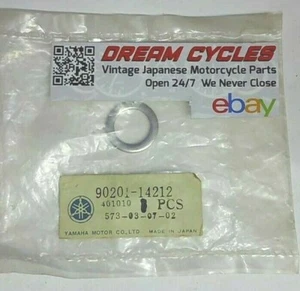 DREAM CYCLES
Vintage Japanese Motorcycle Parts
Open 24/7 We Never Close
ebay
90201-14212
401010 PCS
573-03-07-02
YAMAHA MOTOR CO.,LTD MADE IN JAPAN